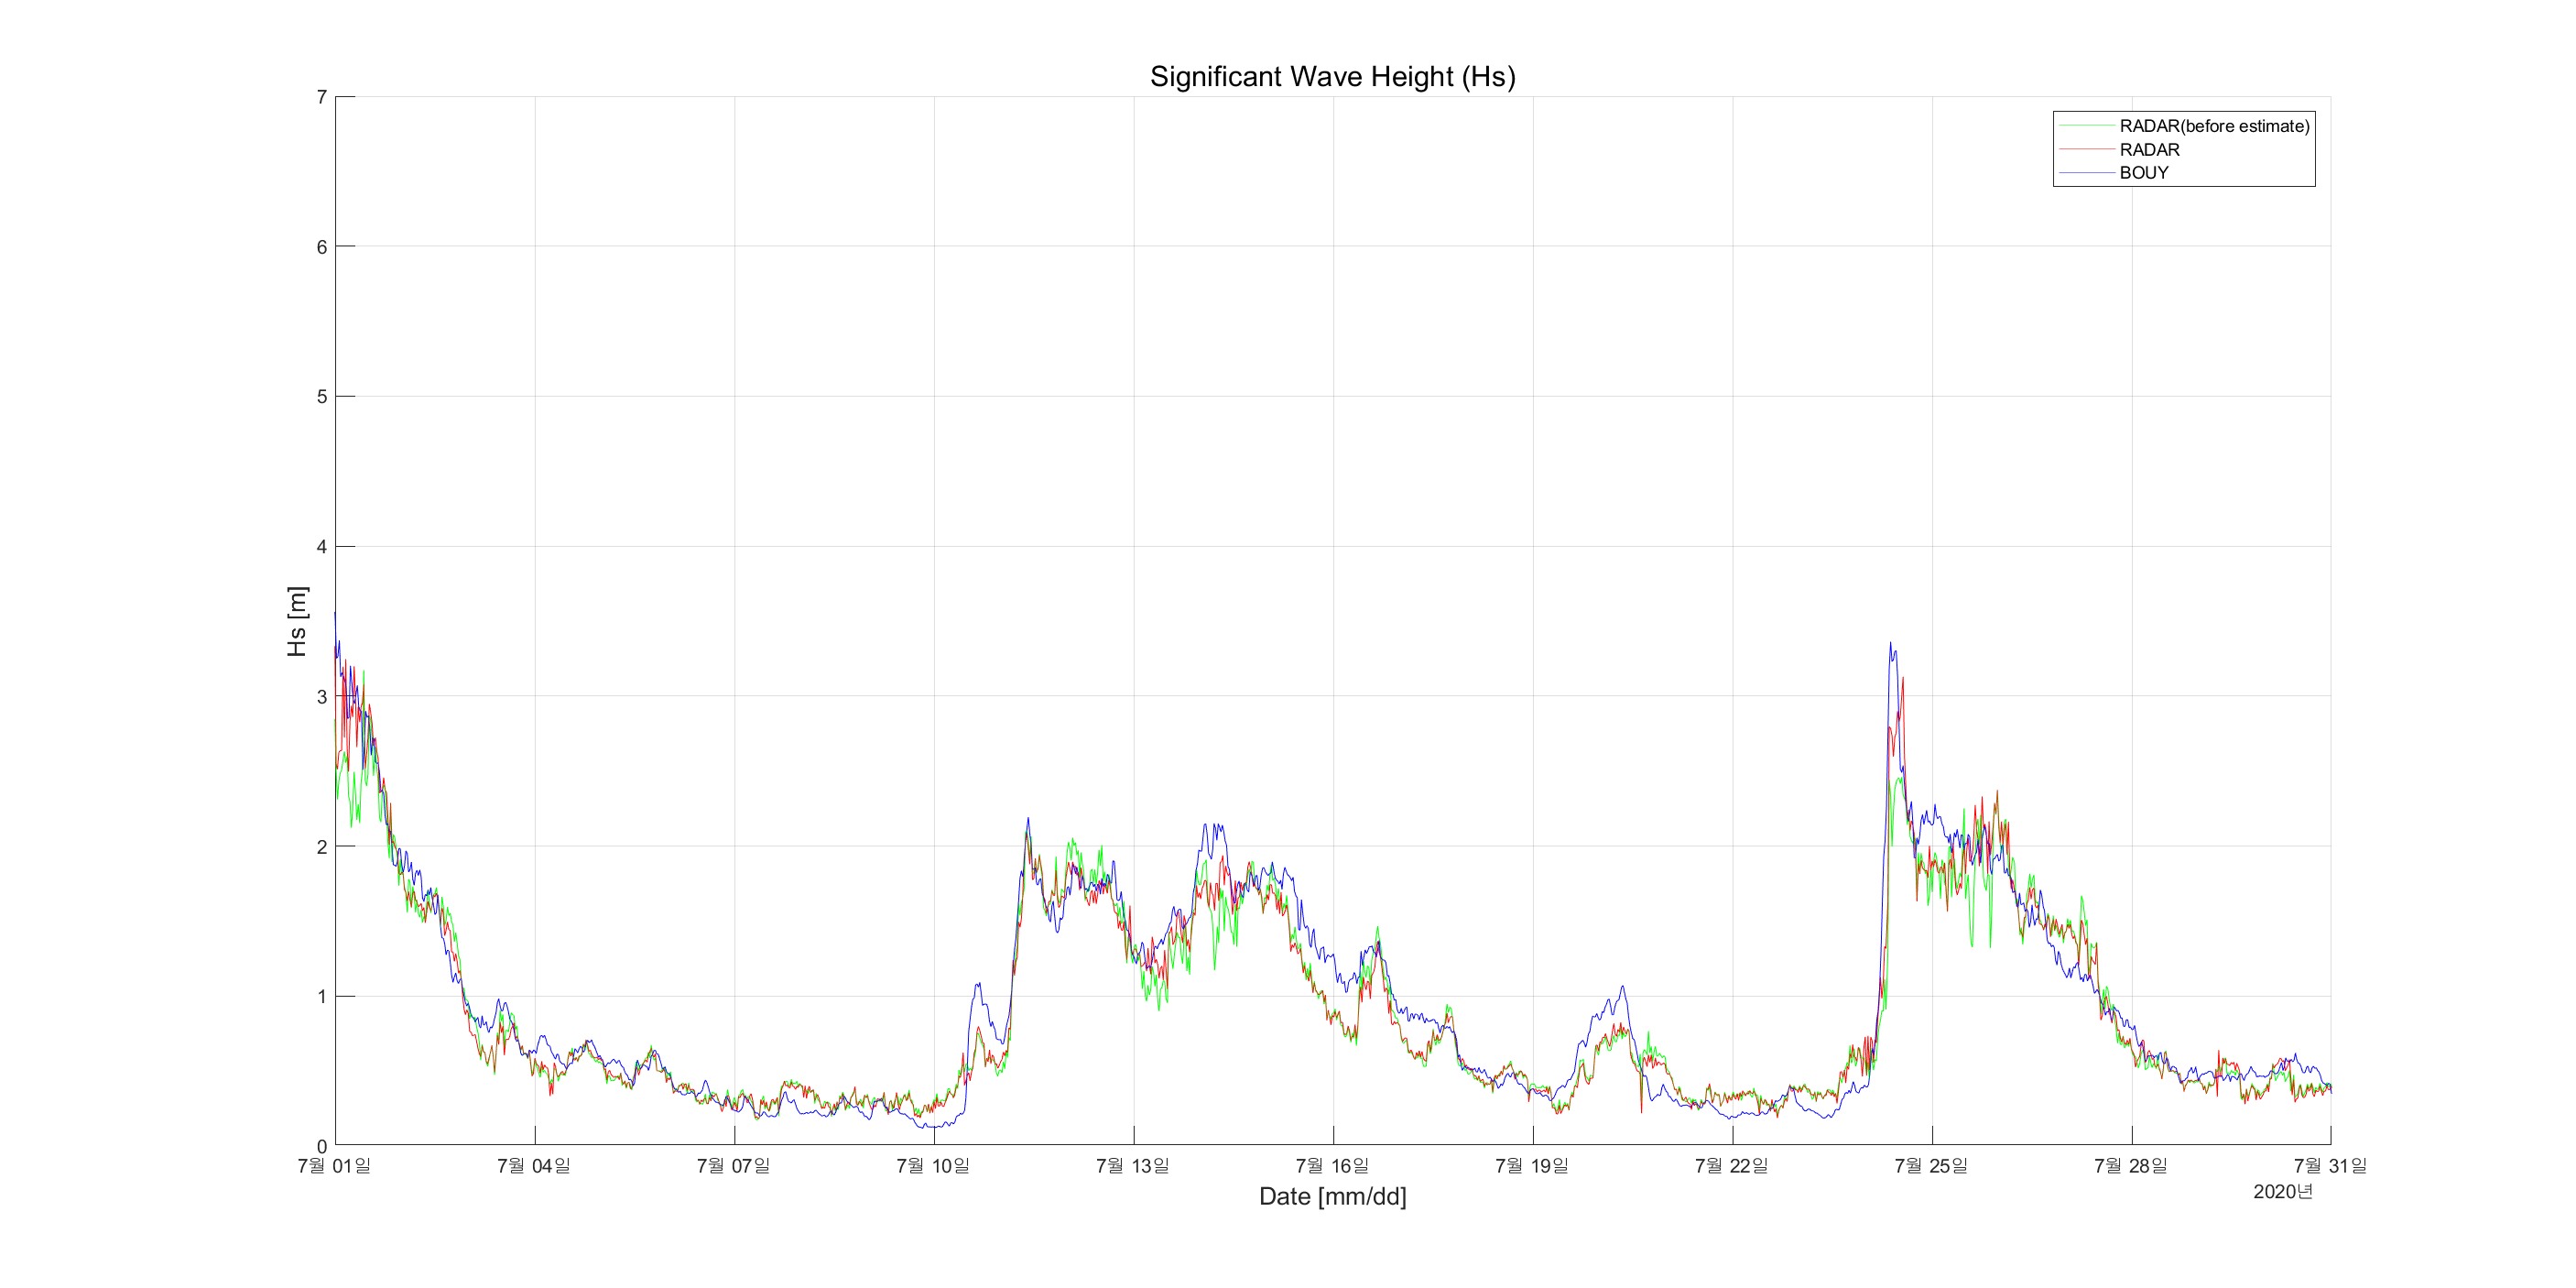 Significant Wave Height (Hs)
RADAR(before estimate)
RADAR
BOUY
7
6
5
4
3
2
1
0
Hs [m]
7월 01일 7월 04일 7월 07일 7월 10일 7월 13일 7월 16일 7월 19일 7월 22일 7월 25일 7월 28일 7월 31일
2020년
Date [mm/dd]